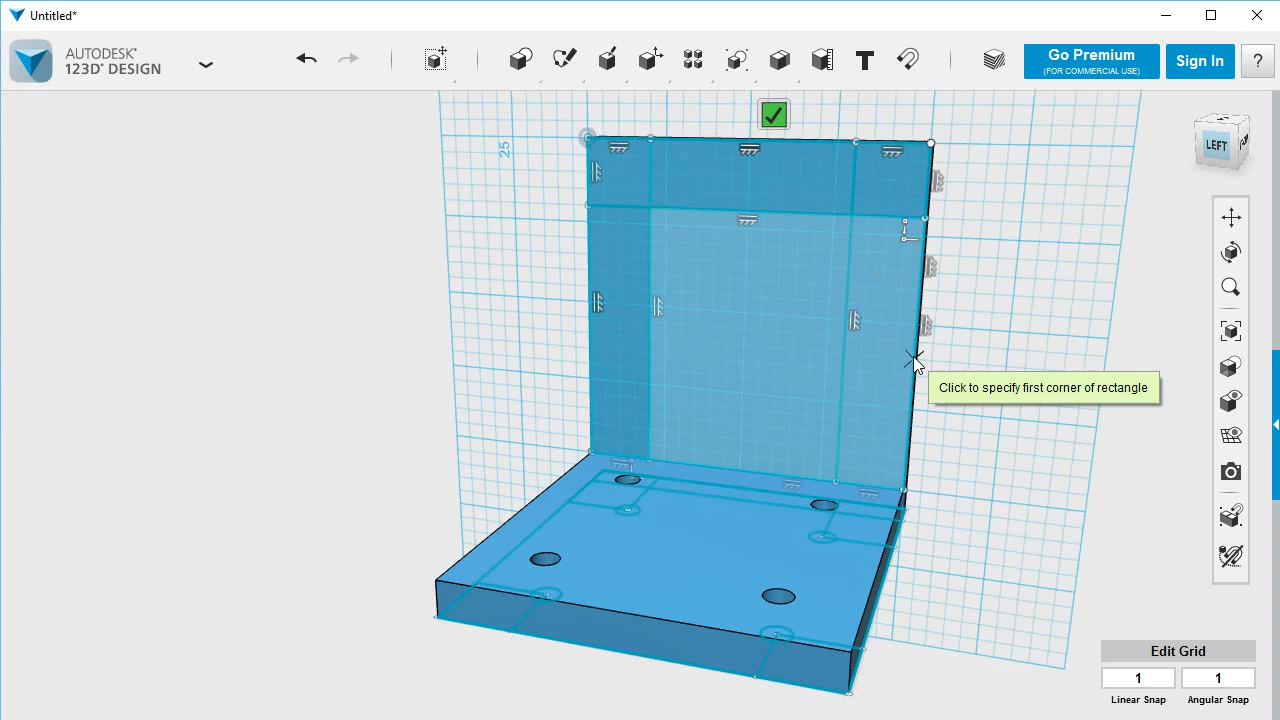 Untitled*
AUTODESK®
123D® DESIGN
Go Premium
(FOR COMMERCIAL USE)
Sign In
?
25
LEFT
Click to specify first corner of rectangle
Edit Grid
1
1
Linear Snap
Angular Snap